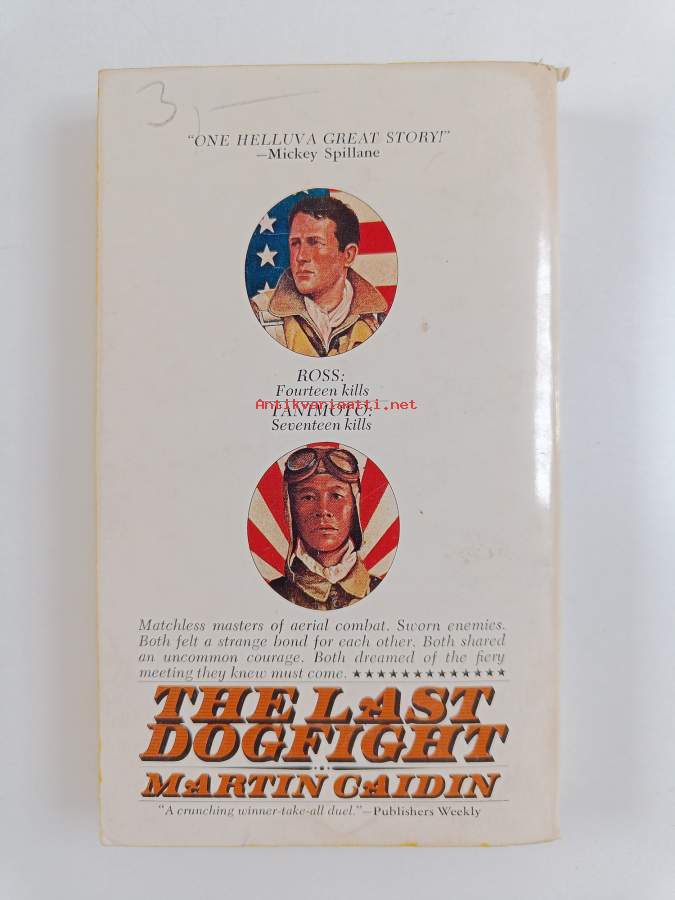 3,—
"ONE HELLUVA GREAT STORY!"
—Mickey Spillane
ROSS:
Fourteen kills
Antikvariaatti.net
TANIMOTO:
Seventeen kills
Matchless masters of aerial combat. Sworn enemies.
Both felt a strange bond for each other. Both shared
an uncommon courage. Both dreamed of the fiery
meeting they knew must come. ★★★★★★★★★★★★★
THE LAST
DOGFIGHT
MARTIN CAIDIN
"A crunching winner-take-all duel."—Publishers Weekly